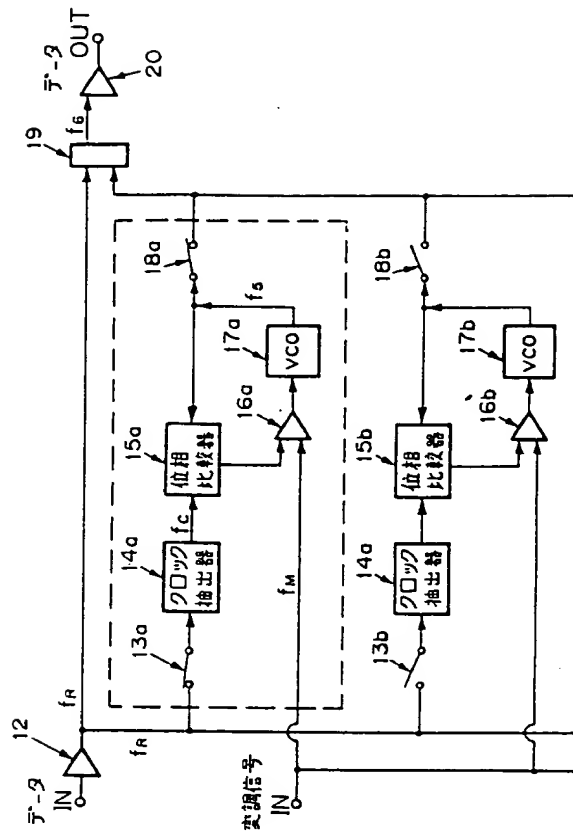 データ
IN
12
fR
fR
19
fG
データ
OUT
20
13a
14a
クロック
抽出器
fC
15a
位相
比較器
16a
17a
VCO
fS
18a
変調信号
IN
fM
13b
14a
クロック
抽出器
15b
位相
比較器
16b
17b
VCO
18b